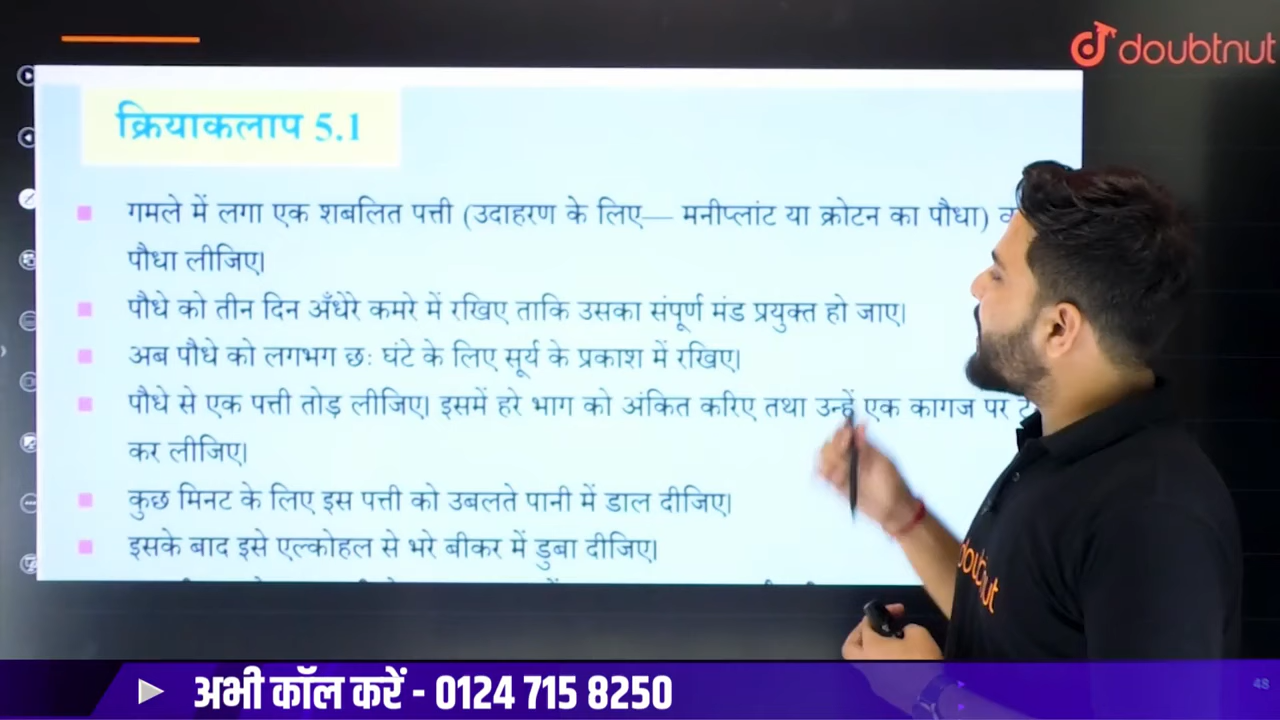 doubtnut
क्रियाकलाप 5.1
गमले में लगा एक शबलित पत्ती (उदाहरण के लिए— मनीप्लांट या क्रोटन का पौधा)
पौधा लीजिए।
पौधे को तीन दिन अँधेरे कमरे में रखिए ताकि उसका संपूर्ण मंड प्रयुक्त हो जाए।
अब पौधे को लगभग छः घंटे के लिए सूर्य के प्रकाश में रखिए।
पौधे से एक पत्ती तोड़ लीजिए। इसमें हरे भाग को अंकित करिए तथा उन्हें एक कागज पर
कर लीजिए।
कुछ मिनट के लिए इस पत्ती को उबलते पानी में डाल दीजिए।
इसके बाद इसे एल्कोहल से भरे बीकर में डुबा दीजिए।
doubtnut
अभी कॉल करें - 0124 715 8250
48